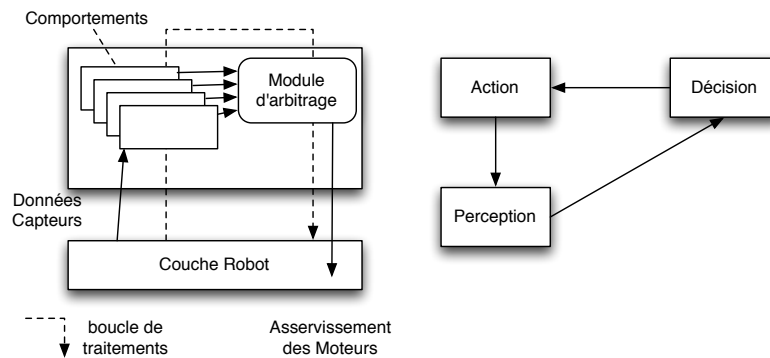 Comportements
Module
d'arbitrage
Action
Décision
Données
Capteurs
Perception
Couche Robot
boucle de
traitements
Asservissement
des Moteurs